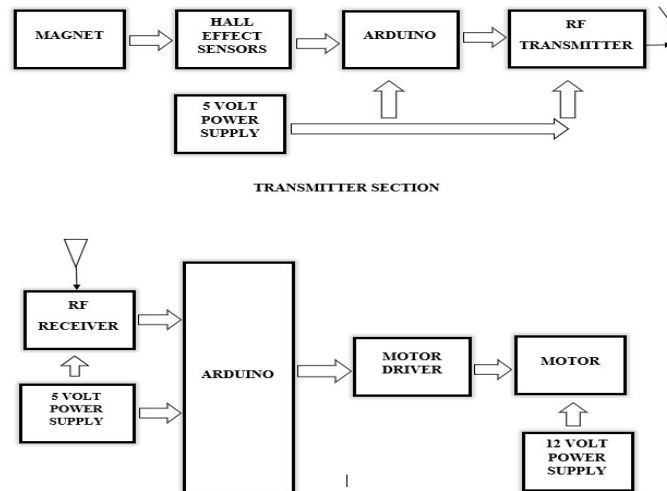 MAGNET
HALL
EFFECT
SENSORS
ARDUINO
RF
TRANSMITTER
5 VOLT
POWER
SUPPLY
TRANSMITTER SECTION
RF
RECEIVER
5 VOLT
POWER
SUPPLY
ARDUINO
MOTOR
DRIVER
MOTOR
12 VOLT
POWER
SUPPLY